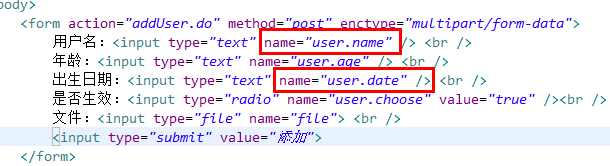 body>
<form action="addUser.do" method="post" enctype="multipart/form-data">
用户名：<input type="text" name="user.name" /> <br />
年龄：<input type="text" name="user.age" /> <br />
出生日期：<input type="text" name="user.date" /> <br />
是否生效：<input type="radio" name="user.choose" value="true" /><br />
文件：<input type="file" name="file"> <br />
<input type="submit" value="添加">
</form>